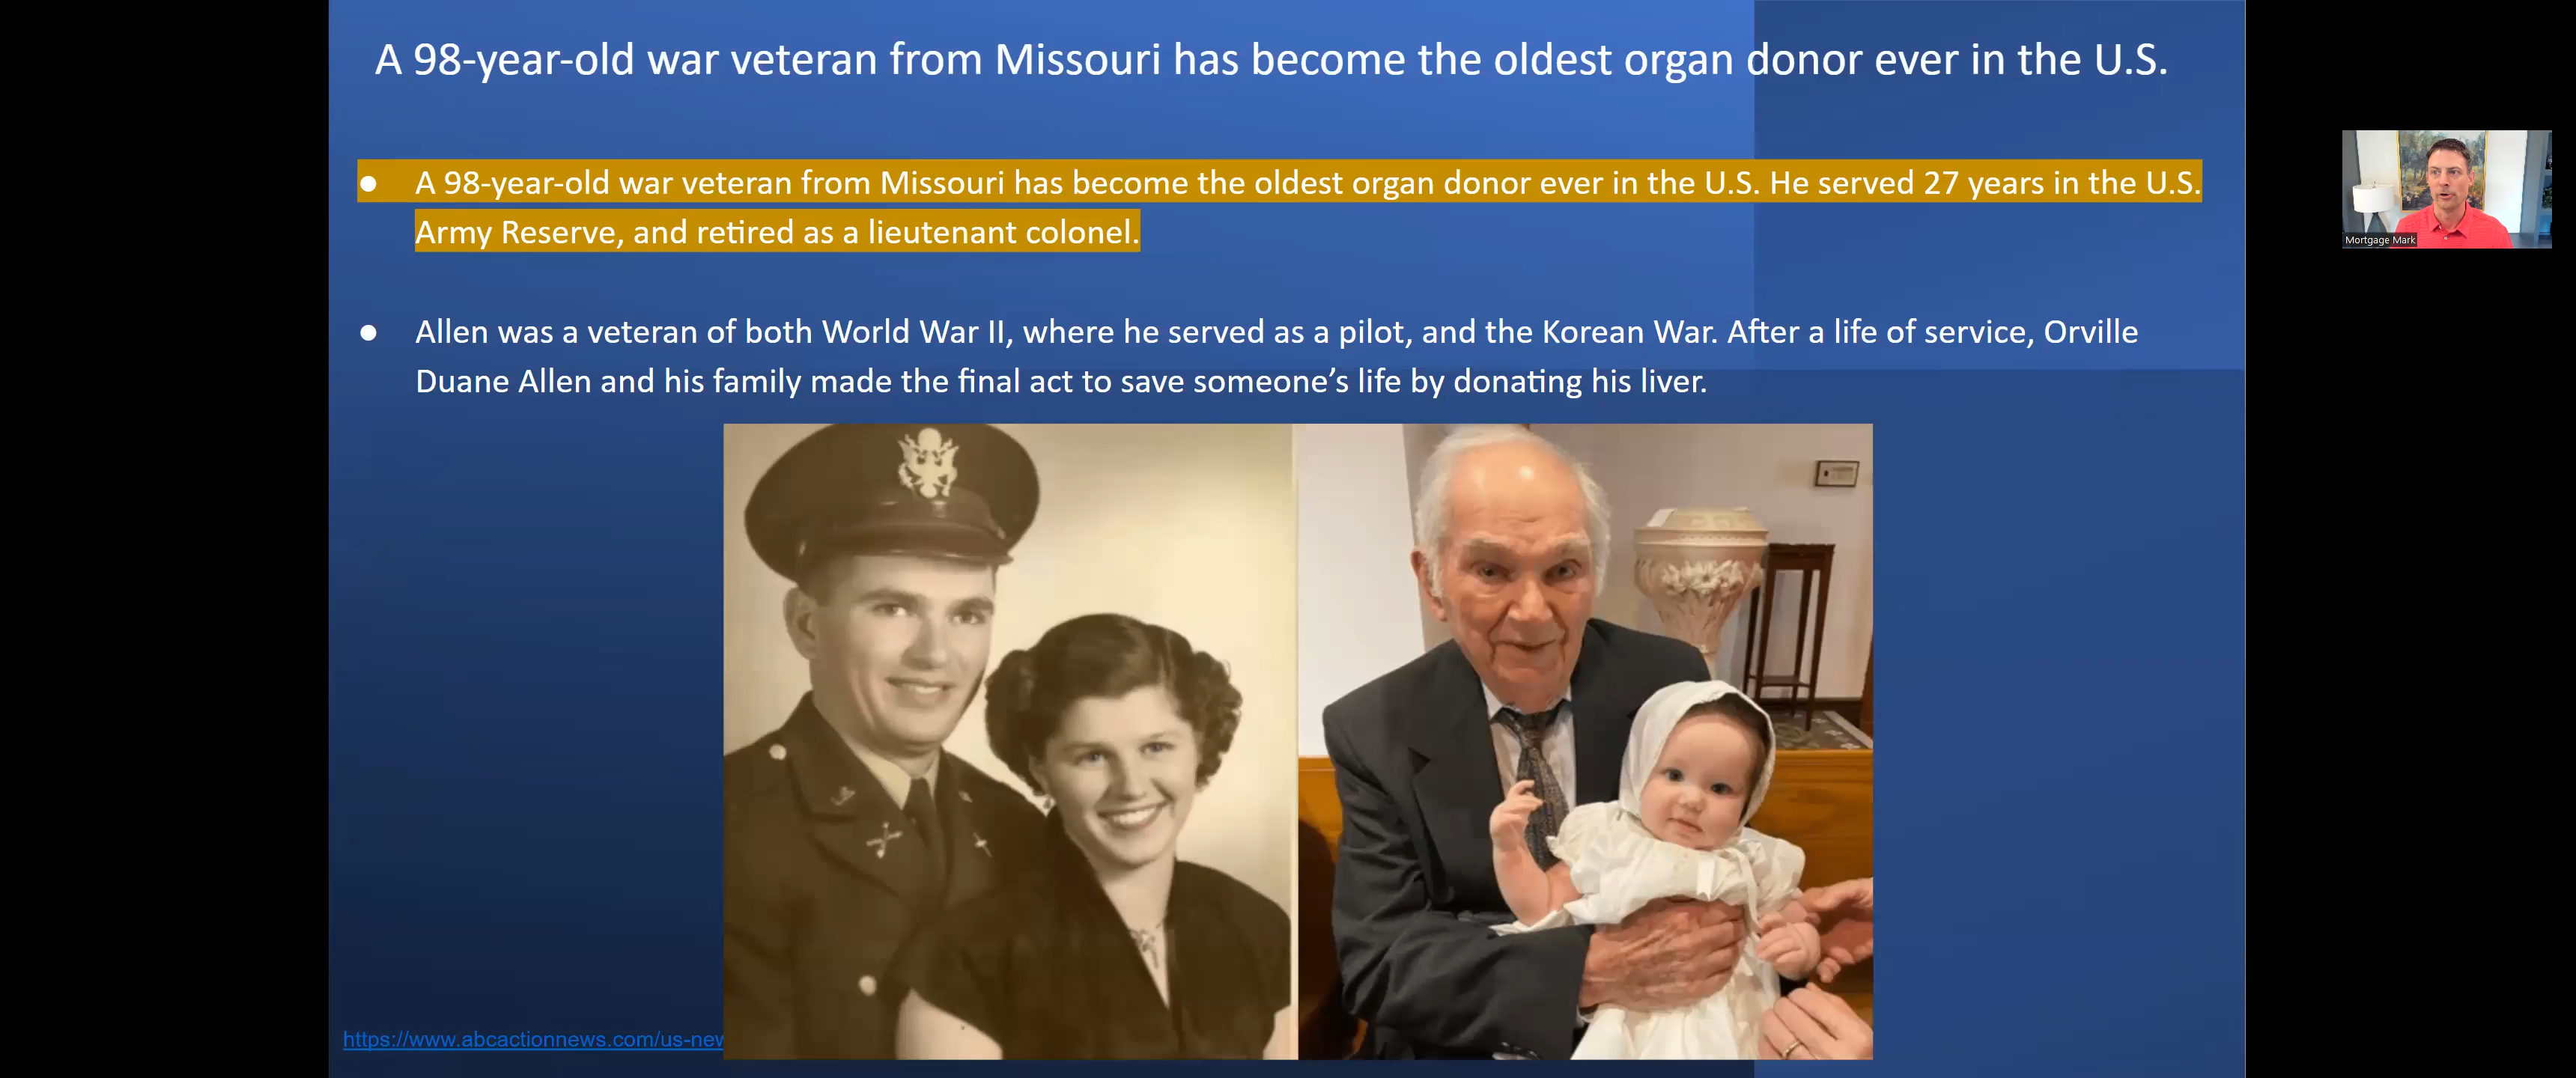 A 98-year-old war veteran from Missouri has become the oldest organ donor ever in the U.S.
● A 98-year-old war veteran from Missouri has become the oldest organ donor ever in the U.S. He served 27 years in the U.S.
Army Reserve, and retired as a lieutenant colonel.
● Allen was a veteran of both World War II, where he served as a pilot, and the Korean War. After a life of service, Orville
Duane Allen and his family made the final act to save someone’s life by donating his liver.
https://www.abcactionnews.com/us-new
Mortgage Mark